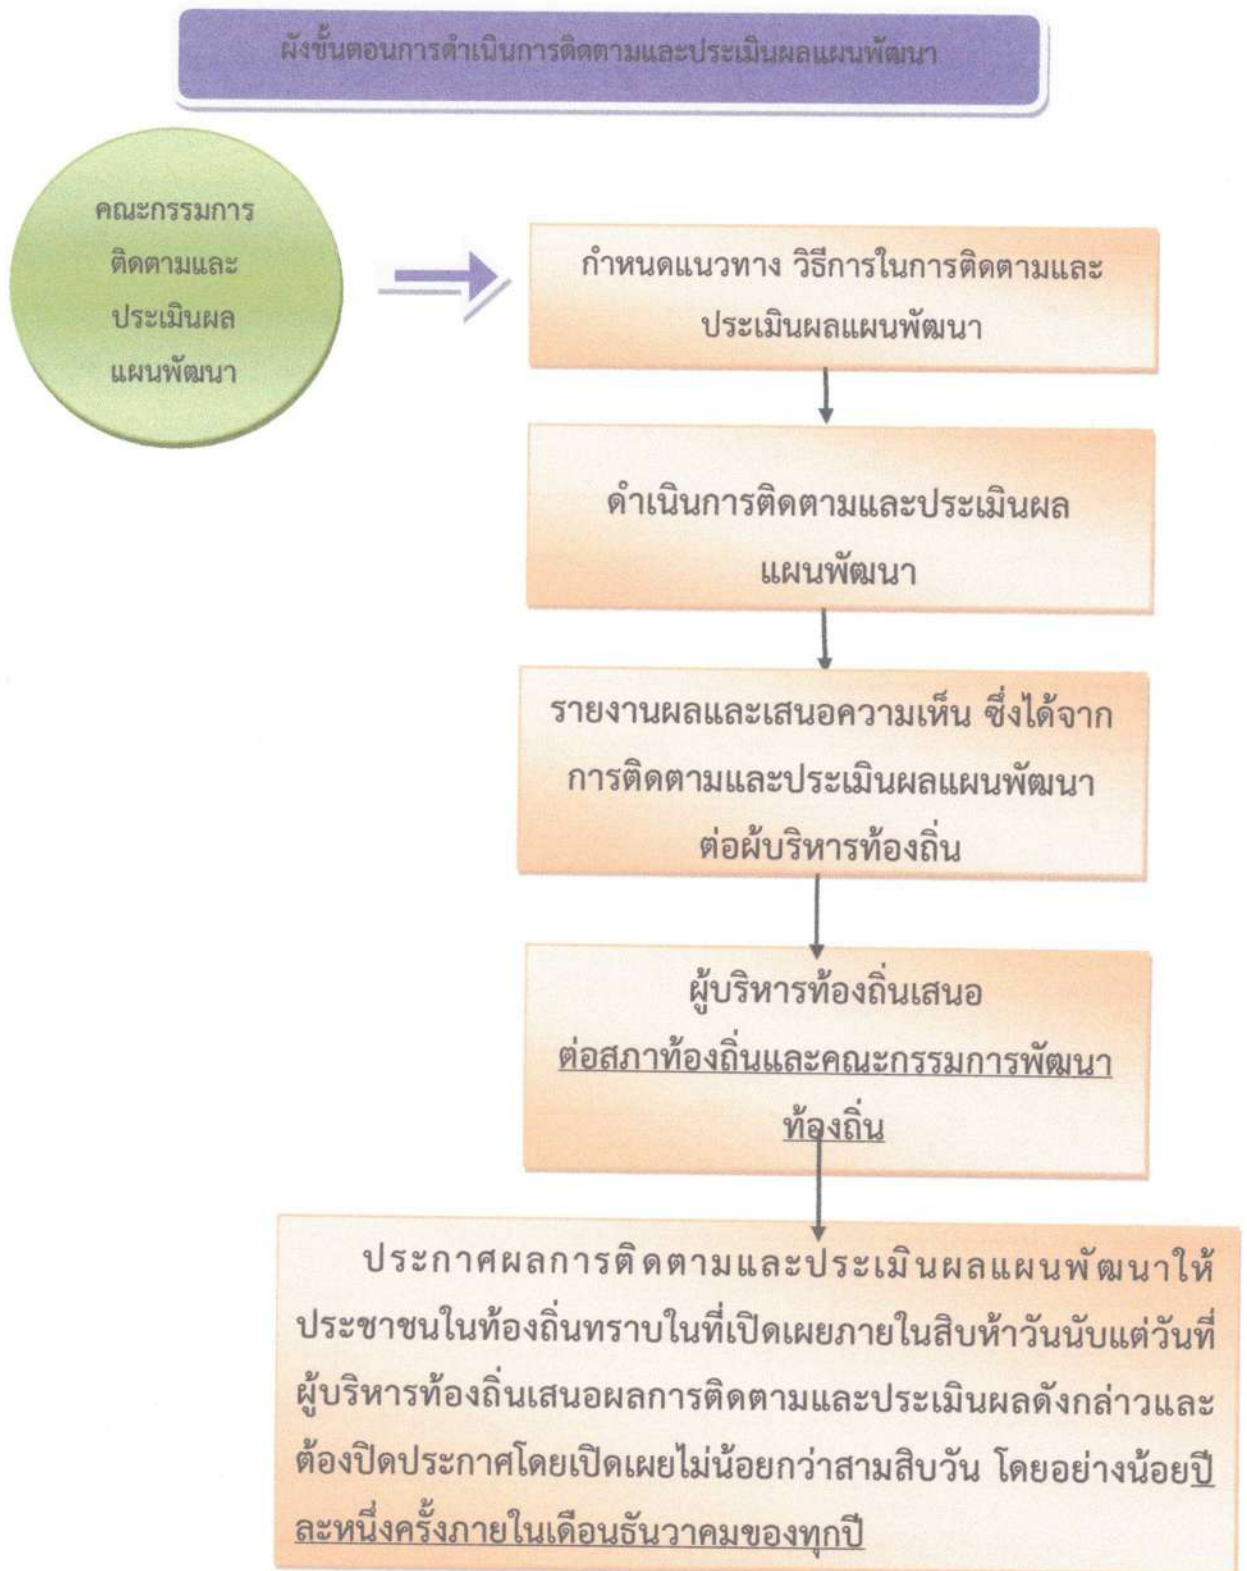 ผังขั้นตอนการดำเนินการติดตามและประเมินผลแผนพัฒนา
คณะกรรมการ
ติดตามและ
ประเมินผล
แผนพัฒนา
กำหนดแนวทาง วิธีการในการติดตามและ
ประเมินผลแผนพัฒนา
ดำเนินการติดตามและประเมินผล
แผนพัฒนา
รายงานผลและเสนอความเห็น ซึ่งได้จาก
การติดตามและประเมินผลแผนพัฒนา
ต่อผู้บริหารท้องถิ่น
ผู้บริหารท้องถิ่นเสนอ
ต่อสภาท้องถิ่นและคณะกรรมการพัฒนา
ท้องถิ่น
ประกาศผลการติดตามและประเมินผลแผนพัฒนาให้
ประชาชนในท้องถิ่นทราบในที่เปิดเผยภายในสิบห้าวันนับแต่วันที่
ผู้บริหารท้องถิ่นเสนอผลการติดตามและประเมินผลดังกล่าวและ
ต้องปิดประกาศโดยเปิดเผยไม่น้อยกว่าสามสิบวัน โดยอย่างน้อยปี
ละหนึ่งครั้งภายในเดือนธันวาคมของทุกปี